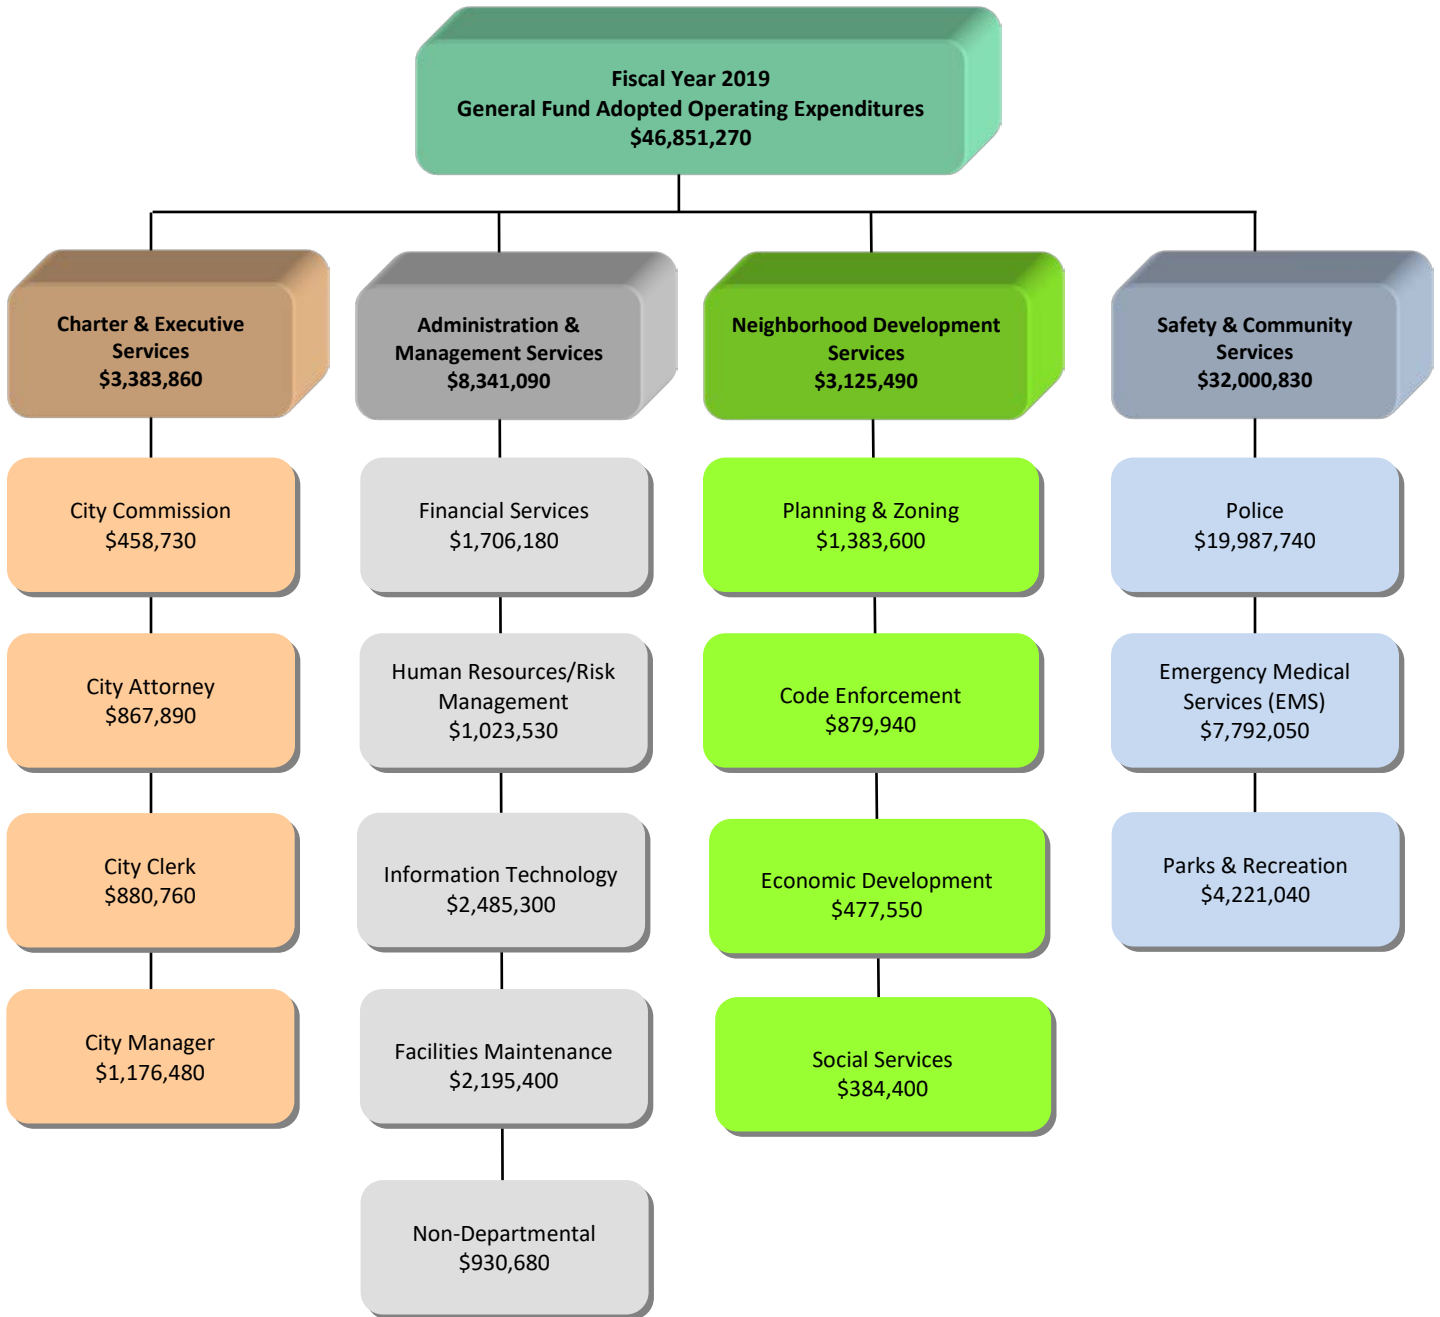 Fiscal Year 2019
General Fund Adopted Operating Expenditures
$46,851,270
Charter & Executive
Services
$3,383,860
Administration &
Management Services
$8,341,090
Neighborhood Development
Services
$3,125,490
Safety & Community
Services
$32,000,830
City Commission
$458,730
Financial Services
$1,706,180
Planning & Zoning
$1,383,600
Police
$19,987,740
City Attorney
$867,890
Human Resources/Risk
Management
$1,023,530
Code Enforcement
$879,940
Emergency Medical
Services (EMS)
$7,792,050
City Clerk
$880,760
Information Technology
$2,485,300
Economic Development
$477,550
Parks & Recreation
$4,221,040
City Manager
$1,176,480
Facilities Maintenance
$2,195,400
Social Services
$384,400
Non-Departmental
$930,680